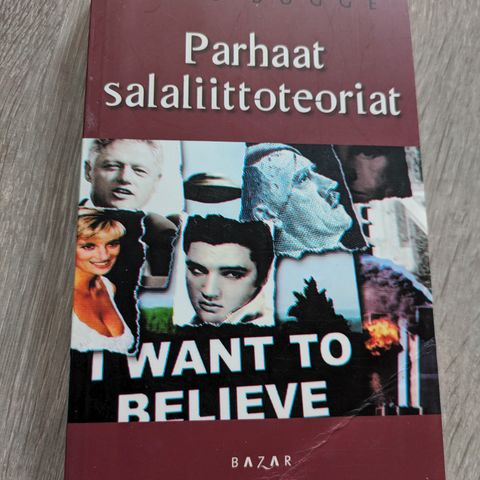 Parhaat
salaliittoteoriat
I WANT TO
BELIEVE
BAZAR